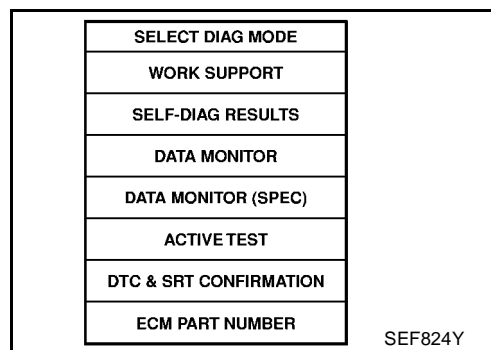 SELECT DIAG MODE
WORK SUPPORT
SELF-DIAG RESULTS
DATA MONITOR
DATA MONITOR (SPEC)
ACTIVE TEST
DTC & SRT CONFIRMATION
ECM PART NUMBER
SEF824Y